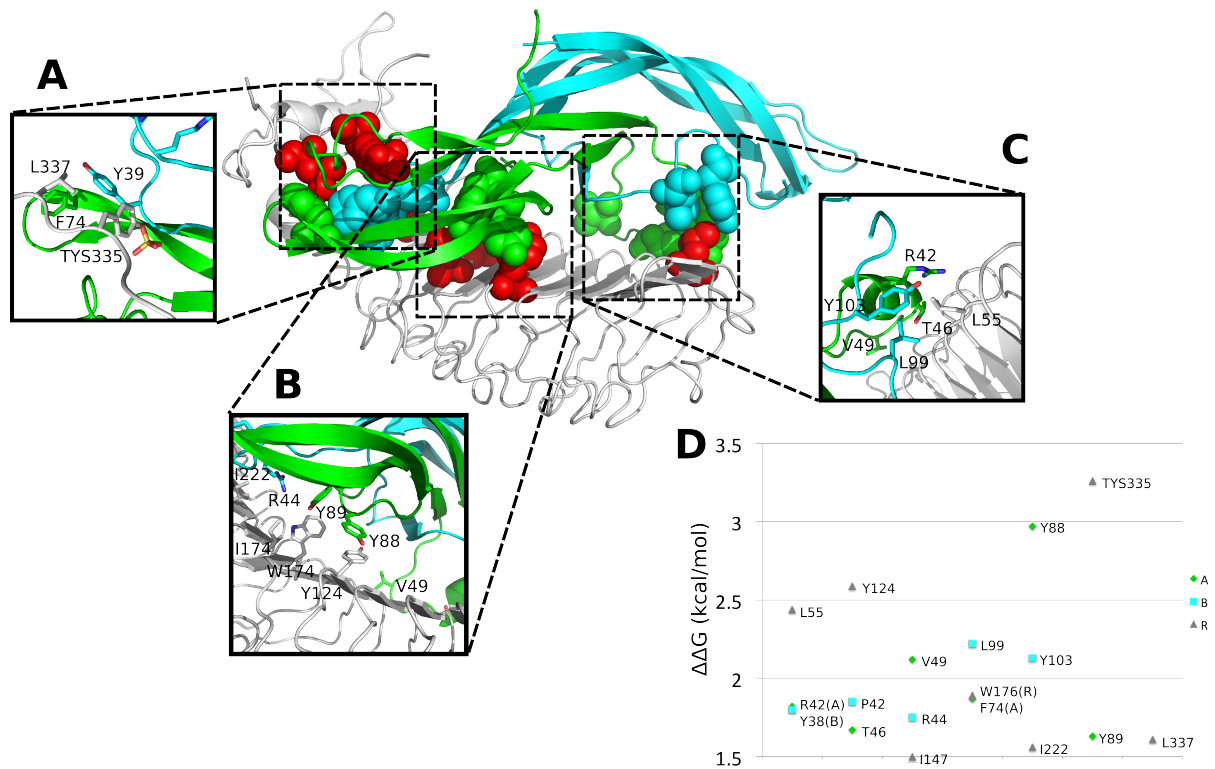 A
L337
Y39
F74
TYS335
C
R42
Y103
T46
L55
V49
L99
B
I222
R44
Y89
Y88
I174
W174
Y124
V49
D
ΔΔG (kcal/mol)
3.5
3
2.5
2
1.5
TYS335
Y88
Y124
L55
L99
V49
Y103
W176(R)
F74(A)
R42(A)
P42
Y38(B)
R44
T46
Y89
L337
I222
I147
A
B
R